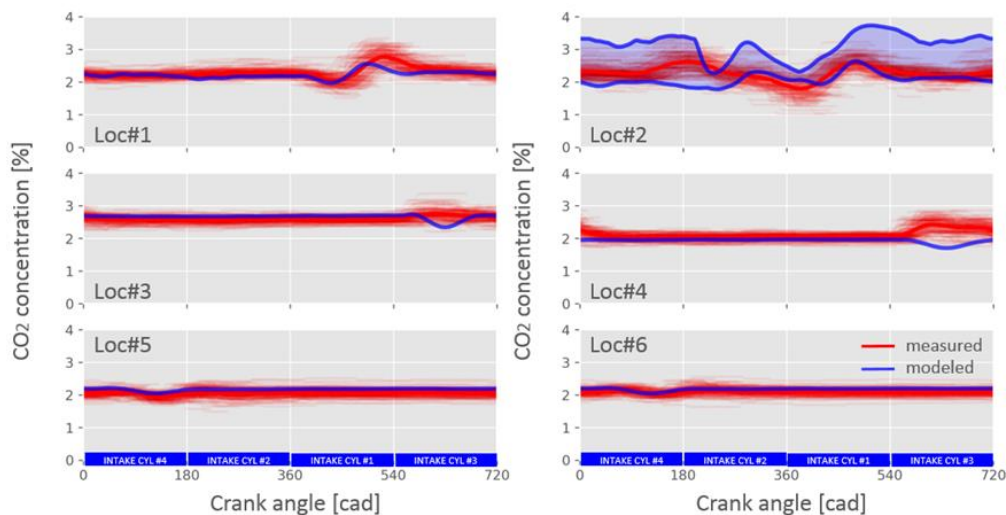 4
3
2
1
0
Loc#1
4
3
2
1
0
Loc#2
4
3
2
1
0
Loc#3
4
3
2
1
0
Loc#4
4
3
2
1
0
Loc#5
4
3
2
1
0
Loc#6
measured
modeled
CO2 concentration [%]
CO2 concentration [%]
INTAKE CYL #4 INTAKE CYL #2 INTAKE CYL #1 INTAKE CYL #3
INTAKE CYL #4 INTAKE CYL #2 INTAKE CYL #1 INTAKE CYL #3
0 180 360 540 720
0 180 360 540 720
Crank angle [cad]
Crank angle [cad]